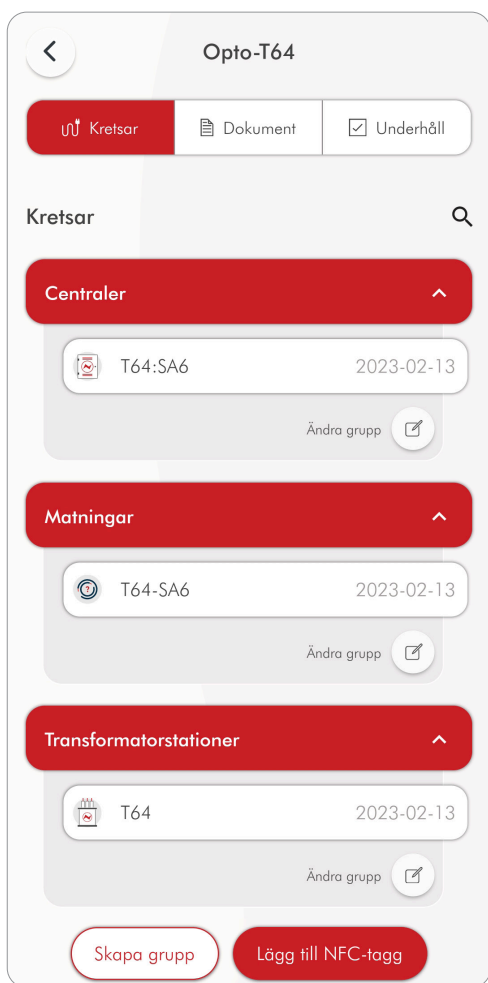 Opto-T64
Kretsar
Dokument
Underhåll
Kretsar
Centraler
T64:SA6 2023-02-13
Ändra grupp
Matningar
T64-SA6 2023-02-13
Ändra grupp
Transformatorstationer
T64 2023-02-13
Ändra grupp
Skapa grupp
Lägg till NFC-tagg